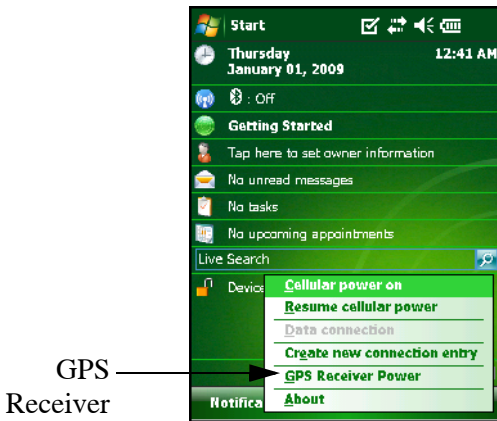 Start
Thursday 12:41 AM
January 01, 2009
: Off
Getting Started
Tap here to set owner information
No unread messages
No tasks
No upcoming appointments
Live Search
Device
Cellular power on
Resume cellular power
Data connection
Create new connection entry
GPS Receiver Power
About
Notifica
GPS
Receiver